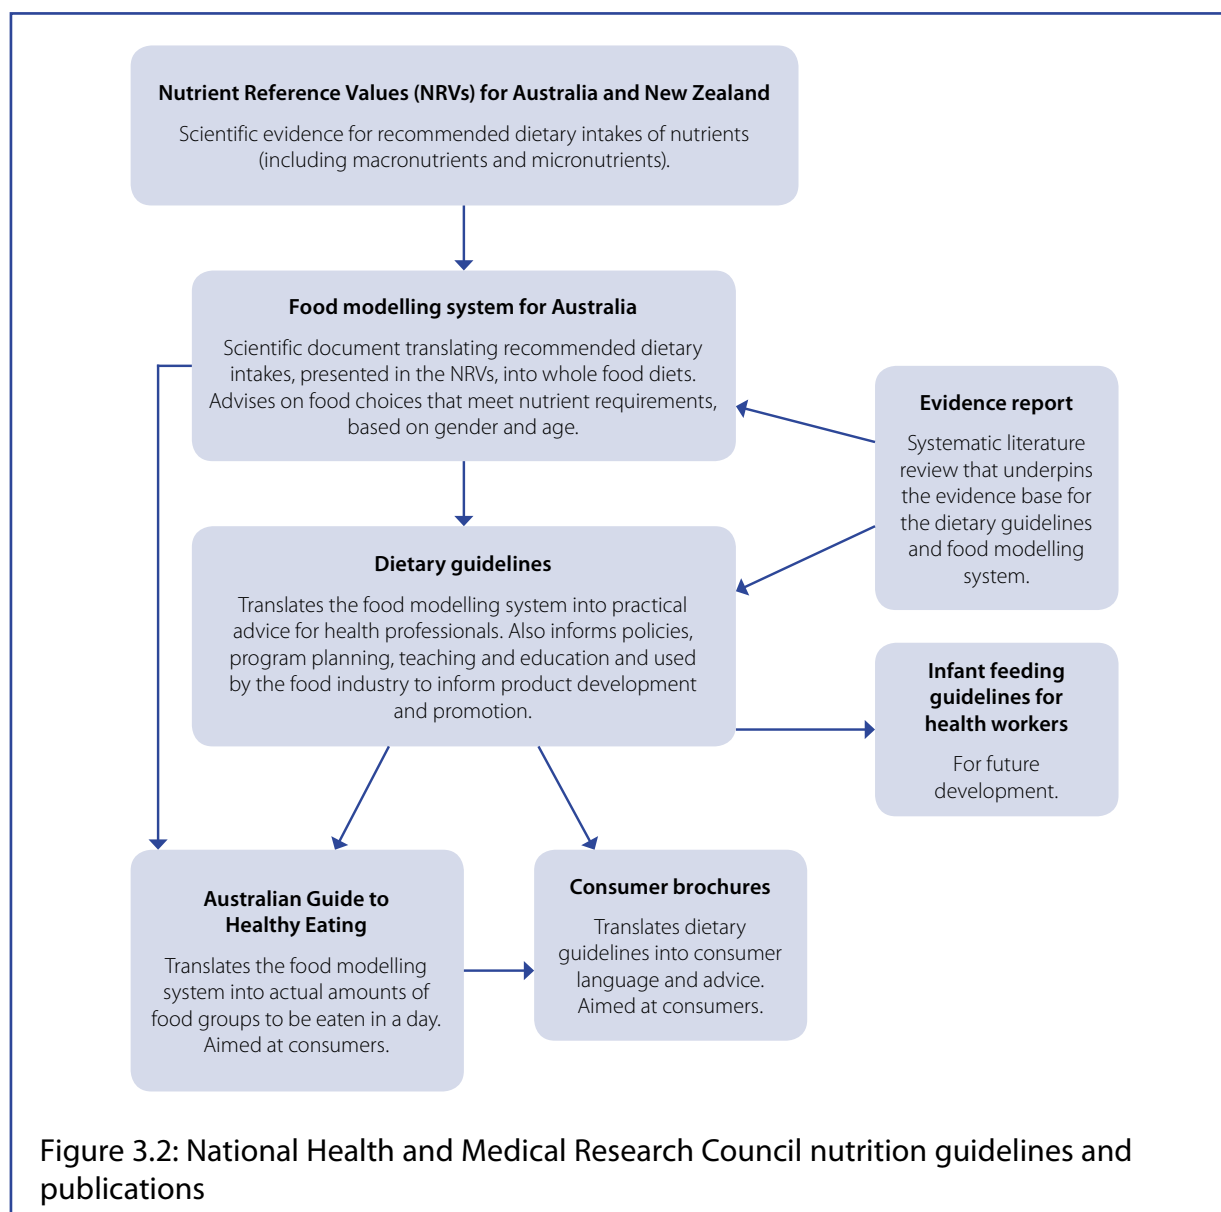 Nutrient Reference Values (NRVs) for Australia and New Zealand
Scientific evidence for recommended dietary intakes of nutrients
(including macronutrients and micronutrients).
Food modelling system for Australia
Scientific document translating recommended dietary
intakes, presented in the NRVs, into whole food diets.
Advises on food choices that meet nutrient requirements,
based on gender and age.
Evidence report
Systematic literature
review that underpins
the evidence base for
the dietary guidelines
and food modelling
system.
Dietary guidelines
Translates the food modelling system into practical
advice for health professionals. Also informs policies,
program planning, teaching and education and used
by the food industry to inform product development
and promotion.
Infant feeding
guidelines for
health workers
For future
development.
Australian Guide to
Healthy Eating
Translates the food modelling
system into actual amounts of
food groups to be eaten in a day.
Aimed at consumers.
Consumer brochures
Translates dietary
guidelines into consumer
language and advice.
Aimed at consumers.
Figure 3.2: National Health and Medical Research Council nutrition guidelines and
publications